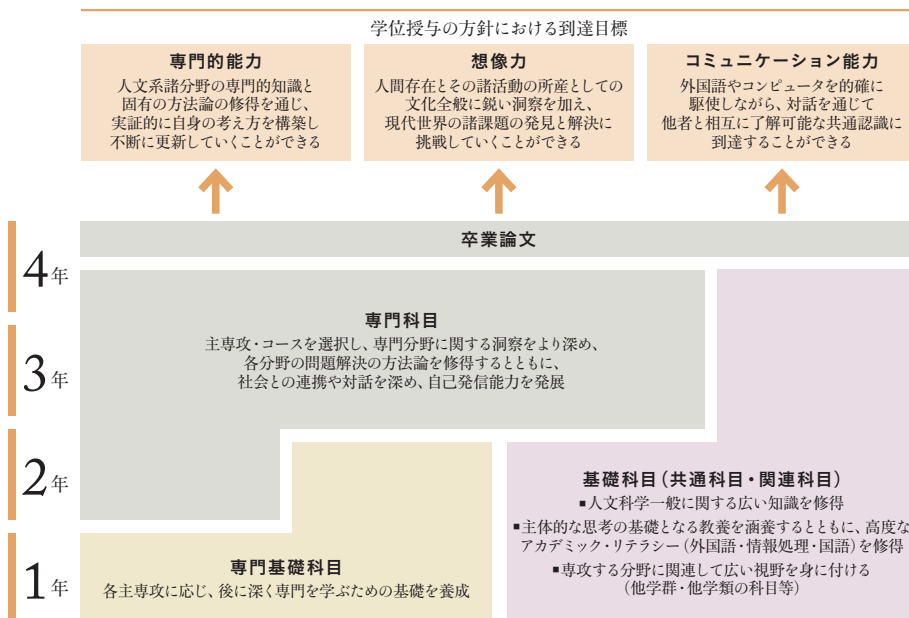 学位授与の方針における到達目標
専門的能力
人文系諸分野の専門的知識と
固有の方法論の修得を通じ、
実証的に自身の考え方を構築し
不断に更新していくことができる
想像力
人間存在とその諸活動の所産としての
文化全般に鋭い洞察を加え、
現代世界の諸課題の発見と解決に
挑戦していくことができる
コミュニケーション能力
外国語やコンピュータを的確に
駆使しながら、対話を通じて
他者と相互に了解可能な共通認識に
到達することができる
卒業論文
4年
専門科目
主専攻・コースを選択し、専門分野に関する洞察をより深め、
各分野の問題解決の方法論を修得するとともに、
社会との連携や対話を深め、自己発信能力を発展
3年
2年
基礎科目（共通科目・関連科目）
■人文科学一般に関する広い知識を修得
■主体的な思考の基礎となる教養を涵養するとともに、高度な
アカデミック・リテラシー（外国語・情報処理・国語）を修得
■専攻する分野に関連して広い視野を身に付ける
（他学群・他学類の科目等）
専門基礎科目
各主専攻に応じ、後に深く専門を学ぶための基礎を養成
1年